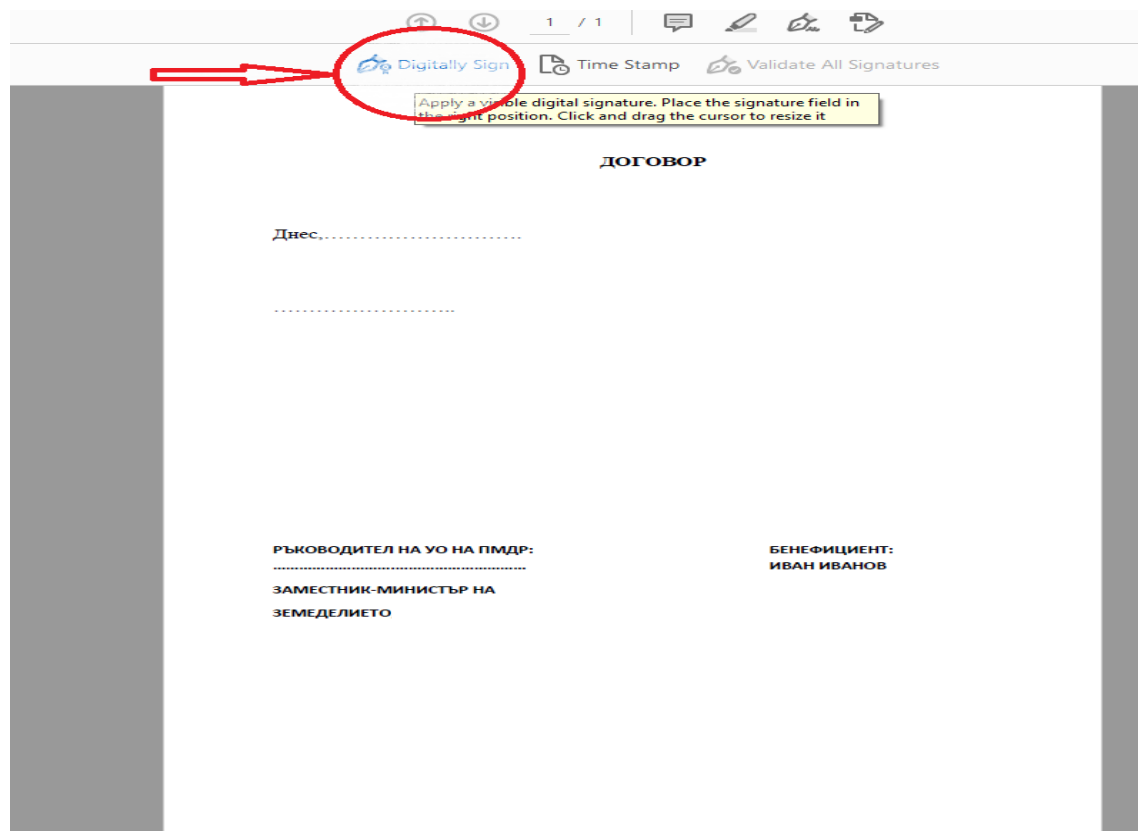 1 / 1
Digitally Sign Time Stamp Validate All Signatures
Apply a visible digital signature. Place the signature field in
the right position. Click and drag the cursor to resize it
ДОГОВОР
Днес,............................
..........................
РЪКОВОДИТЕЛ НА УО НА ПМДР: БЕНЕФИЦИЕНТ:
.......................................................... ИВАН ИВАНОВ
ЗАМЕСТНИК-МИНИСТЪР НА
ЗЕМЕДЕЛИЕТО